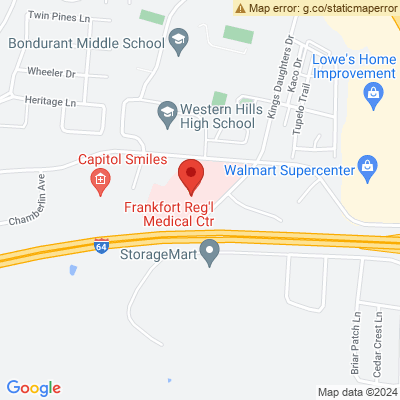 Map error: g.co/staticmaperror
Twin Pines Ln
Bondurant Middle School
Wheeler Dr
Heritage Ln
Kings Daughters Dr
Kaco Dr
Tupelo Trail
Lowe's Home
Improvement
Western Hills
High School
Capitol Smiles
Walmart Supercenter
Chamberlin Ave
Frankfort Reg'l
Medical Ctr
64
StorageMart
Briar Patch Ln
Cedar Crest Ln
Google
Map data ©2024